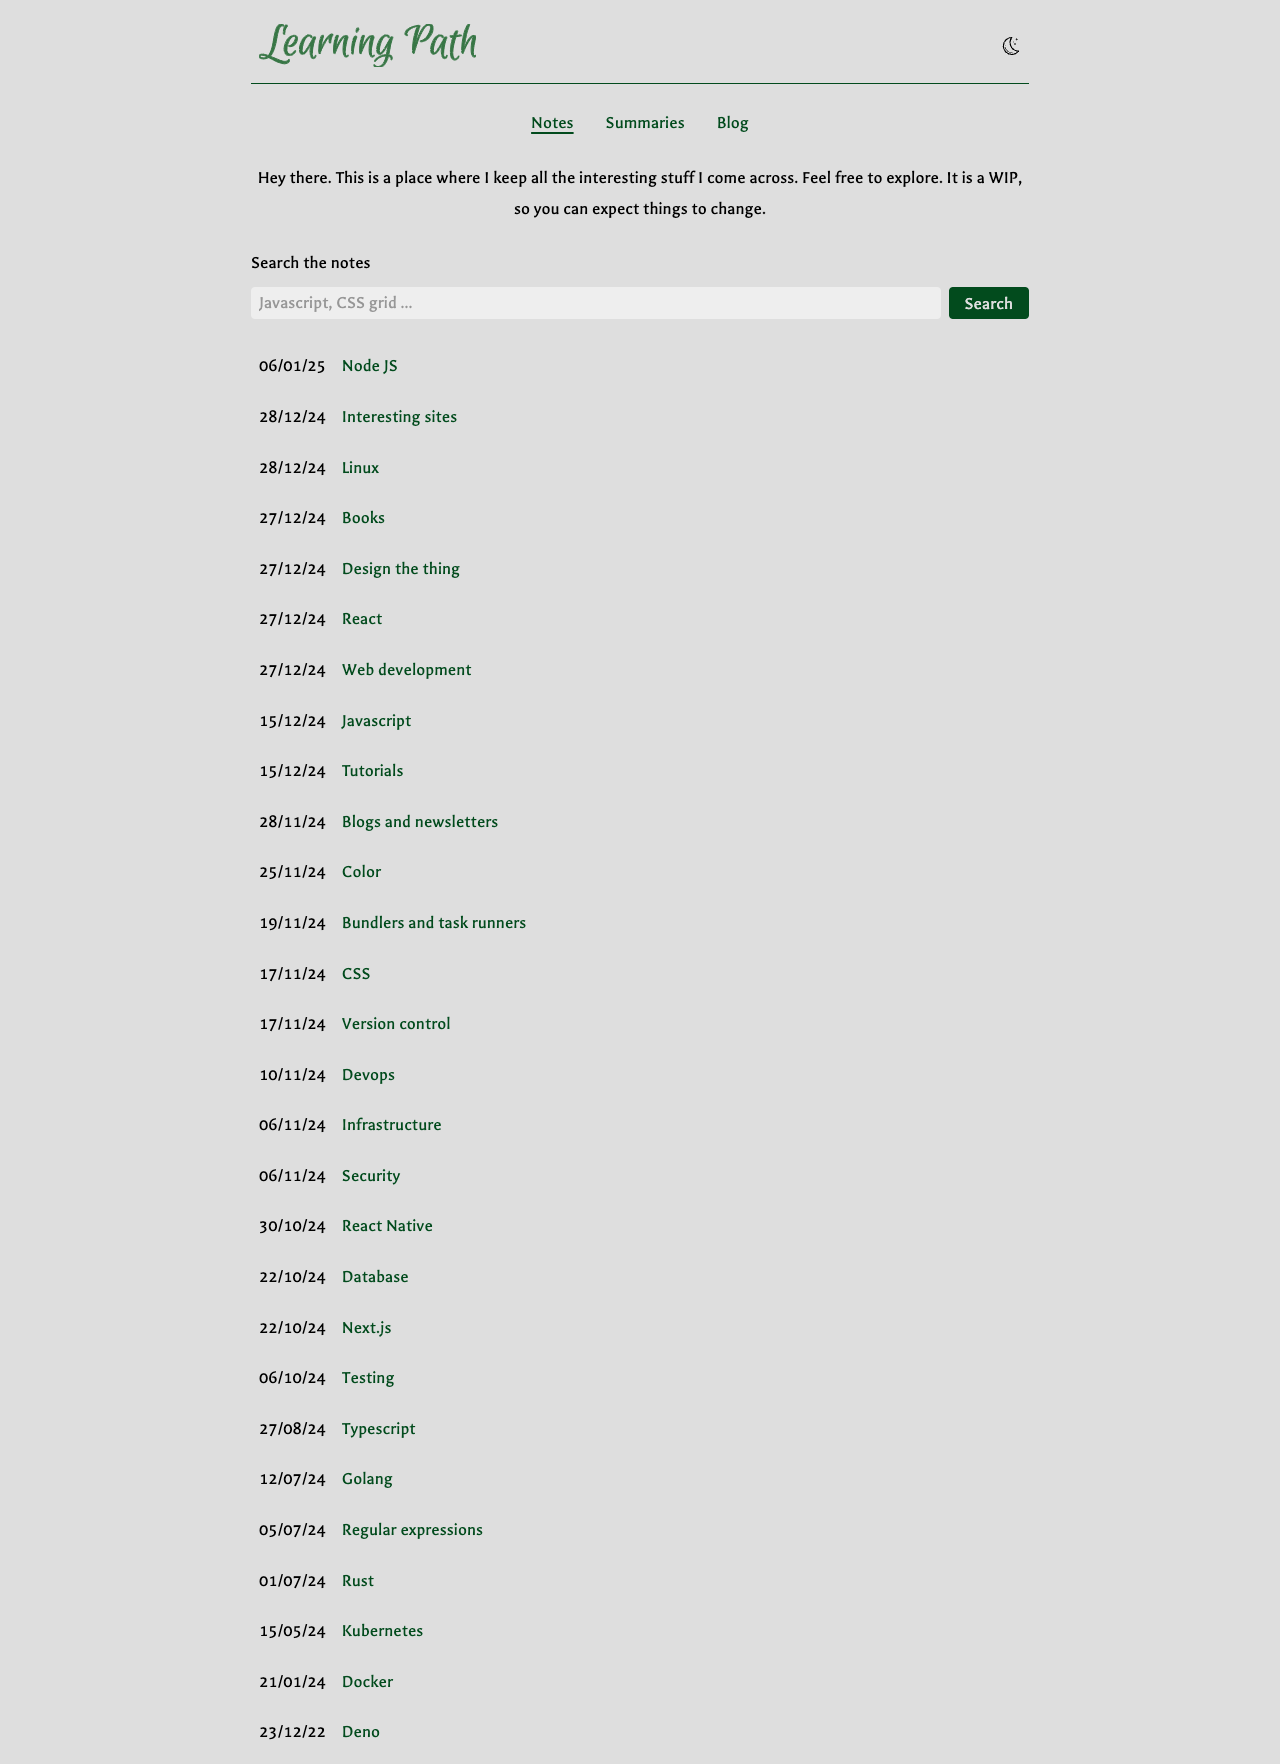 Learning Path
Notes Summaries Blog
Hey there. This is a place where I keep all the interesting stuff I come across. Feel free to explore. It is a WIP,
so you can expect things to change.
Search the notes
Javascript, CSS grid ... Search
06/01/25 Node JS
28/12/24 Interesting sites
28/12/24 Linux
27/12/24 Books
27/12/24 Design the thing
27/12/24 React
27/12/24 Web development
15/12/24 Javascript
15/12/24 Tutorials
28/11/24 Blogs and newsletters
25/11/24 Color
19/11/24 Bundlers and task runners
17/11/24 CSS
17/11/24 Version control
10/11/24 Devops
06/11/24 Infrastructure
06/11/24 Security
30/10/24 React Native
22/10/24 Database
22/10/24 Next.js
06/10/24 Testing
27/08/24 Typescript
12/07/24 Golang
05/07/24 Regular expressions
01/07/24 Rust
15/05/24 Kubernetes
21/01/24 Docker
23/12/22 Deno